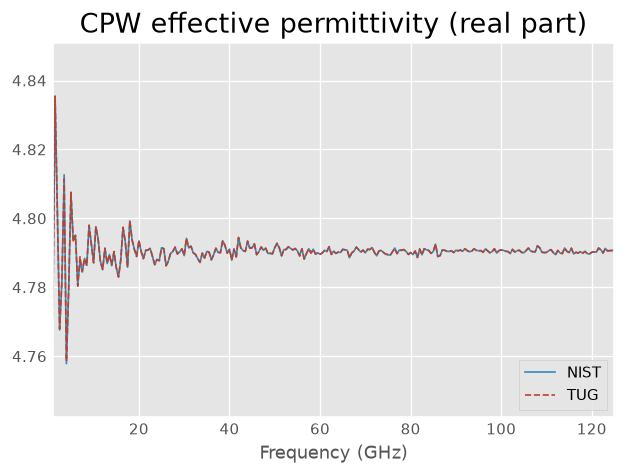 CPW effective permittivity (real part)
4.84
4.82
4.80
4.78
4.76
NIST
TUG
20 40 60 80 100 120
Frequency (GHz)